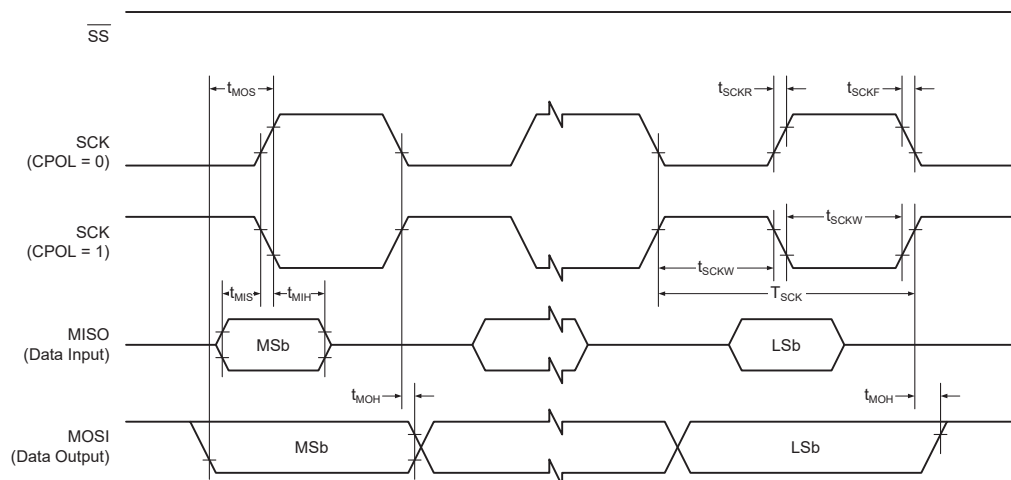 SS
tMOS
tSCKR
tSCKF
SCK
(CPOL = 0)
SCK
(CPOL = 1)
tSCKW
tSCKW
TSCK
tMIS
tMIH
MISO
(Data Input)
MSb
LSb
tMOH
tMOH
MOSI
(Data Output)
MSb
LSb